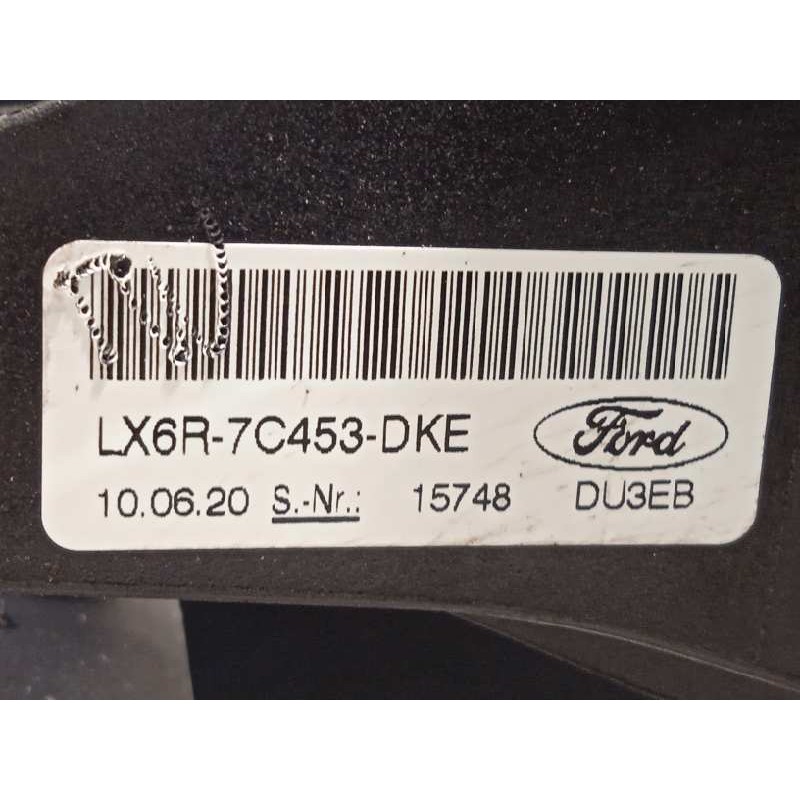 LX6R-7C453-DKE
Ford
10.06.20 S.-Nr.: 15748 DU3EB